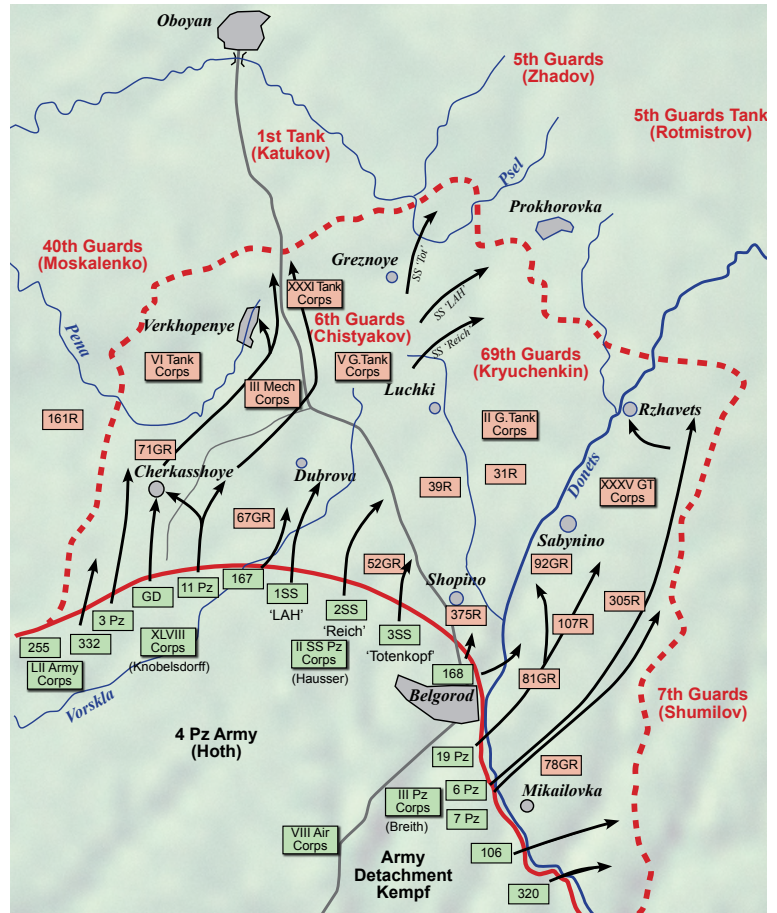 Oboyan
5th Guards
(Zhadov)
5th Guards Tank
(Rotmistrov)
1st Tank
(Katukov)
Psel
Prokhorovka
40th Guards
(Moskalenko)
Greznoye
SS 'Tot'
SS 'LAH'
SS 'Reich'
XXXI Tank
Corps
Verkhopenye
6th Guards
(Chistyakov)
Pena
VI Tank
Corps
V G.Tank
Corps
69th Guards
(Kryuchenkin)
III Mech
Corps
Luchki
Rzhavets
161R
II G.Tank
Corps
71GR
Cherkasshoye
Dubrova
31R
39R
Donets
XXXV GT
Corps
67GR
Sabynino
52GR
92GR
Shopino
375R
305R
107R
GD
11 Pz
167
1SS
'LAH'
2SS
'Reich'
3SS
'Totenkopf'
3 Pz
332
255
LII Army
Corps
XLVIII
Corps
(Knobelsdorff)
II SS Pz
Corps
(Hausser)
168
81GR
Belgorod
Vorskla
7th Guards
(Shumilov)
4 Pz Army
(Hoth)
19 Pz
78GR
6 Pz
Mikailovka
III Pz
Corps
(Breith)
7 Pz
VIII Air
Corps
106
Army
Detachment
Kempf
320